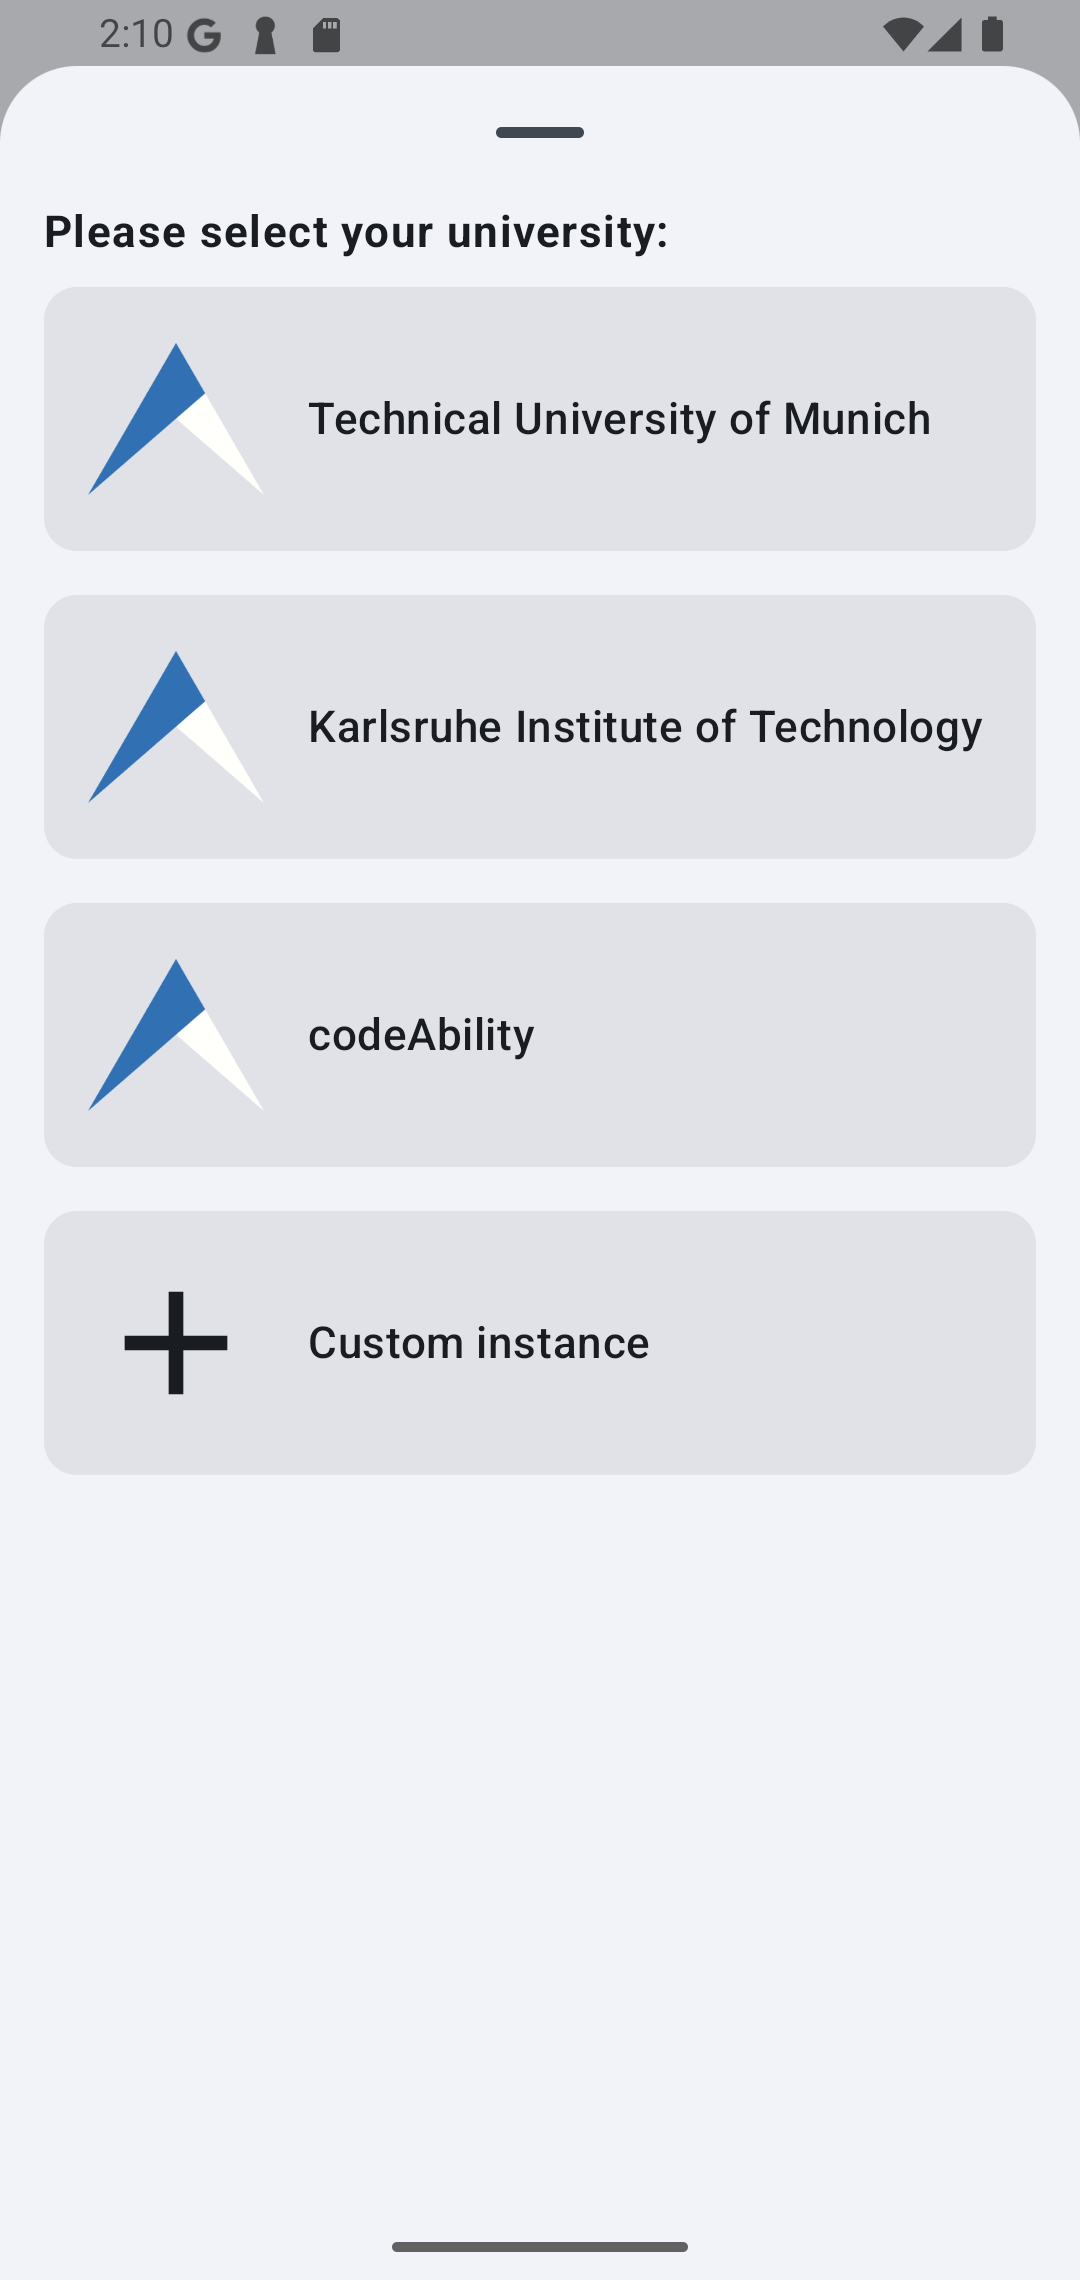 2:10
Please select your university:
Technical University of Munich
Karlsruhe Institute of Technology
codeAbility
Custom instance